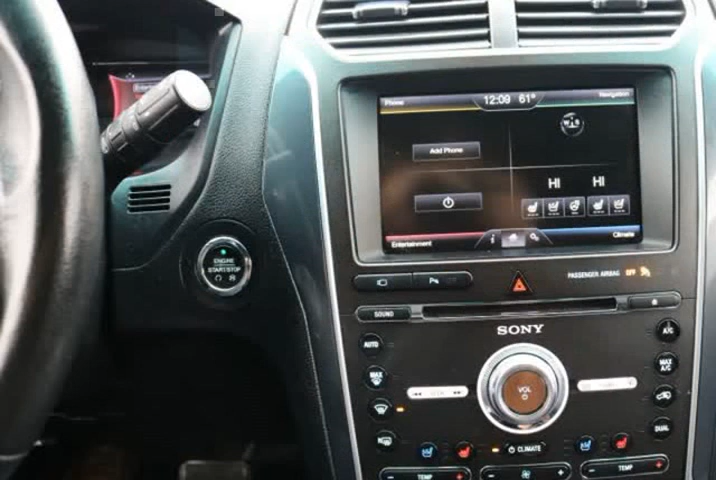 Phone
12:09 61°
Navigation
W S
Add Phone
HI HI
Entertainment
i
Climate
ENGINE
START/STOP
PASSENGER AIRBAG OFF
SOUND
SONY
AUTO
A/C
MAX
MAX
A/C
VOL
DUAL
CLIMATE
- TEMP +
- +
- TEMP +